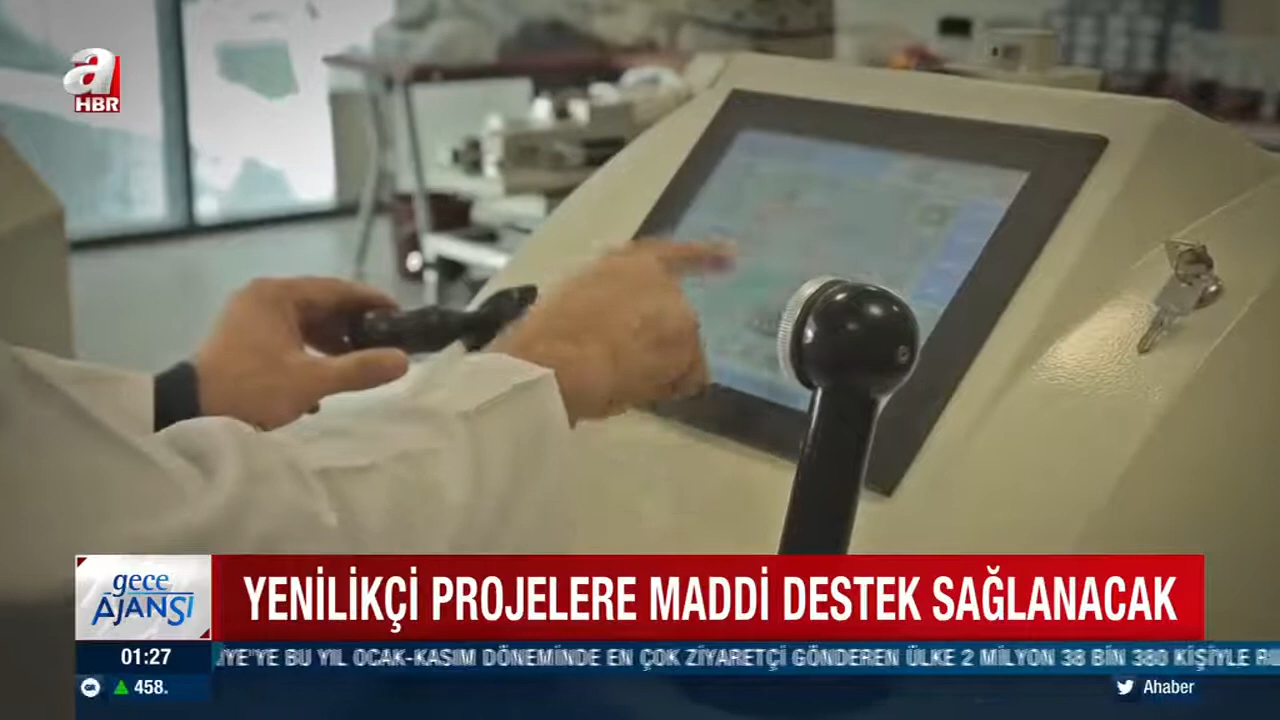 a
HBR
gece
AJANSI
YENİLİKÇİ PROJELERE MADDİ DESTEK SAĞLANACAK
01:27
İYE"YE BU YIL OCAK-KASIM DÖNEMİNDE EN ÇOK ZİYARETÇİ GÖNDEREN ÜLKE 2 MİLYON 38 BİN 380 KİŞİYLE
458.
Ahaber